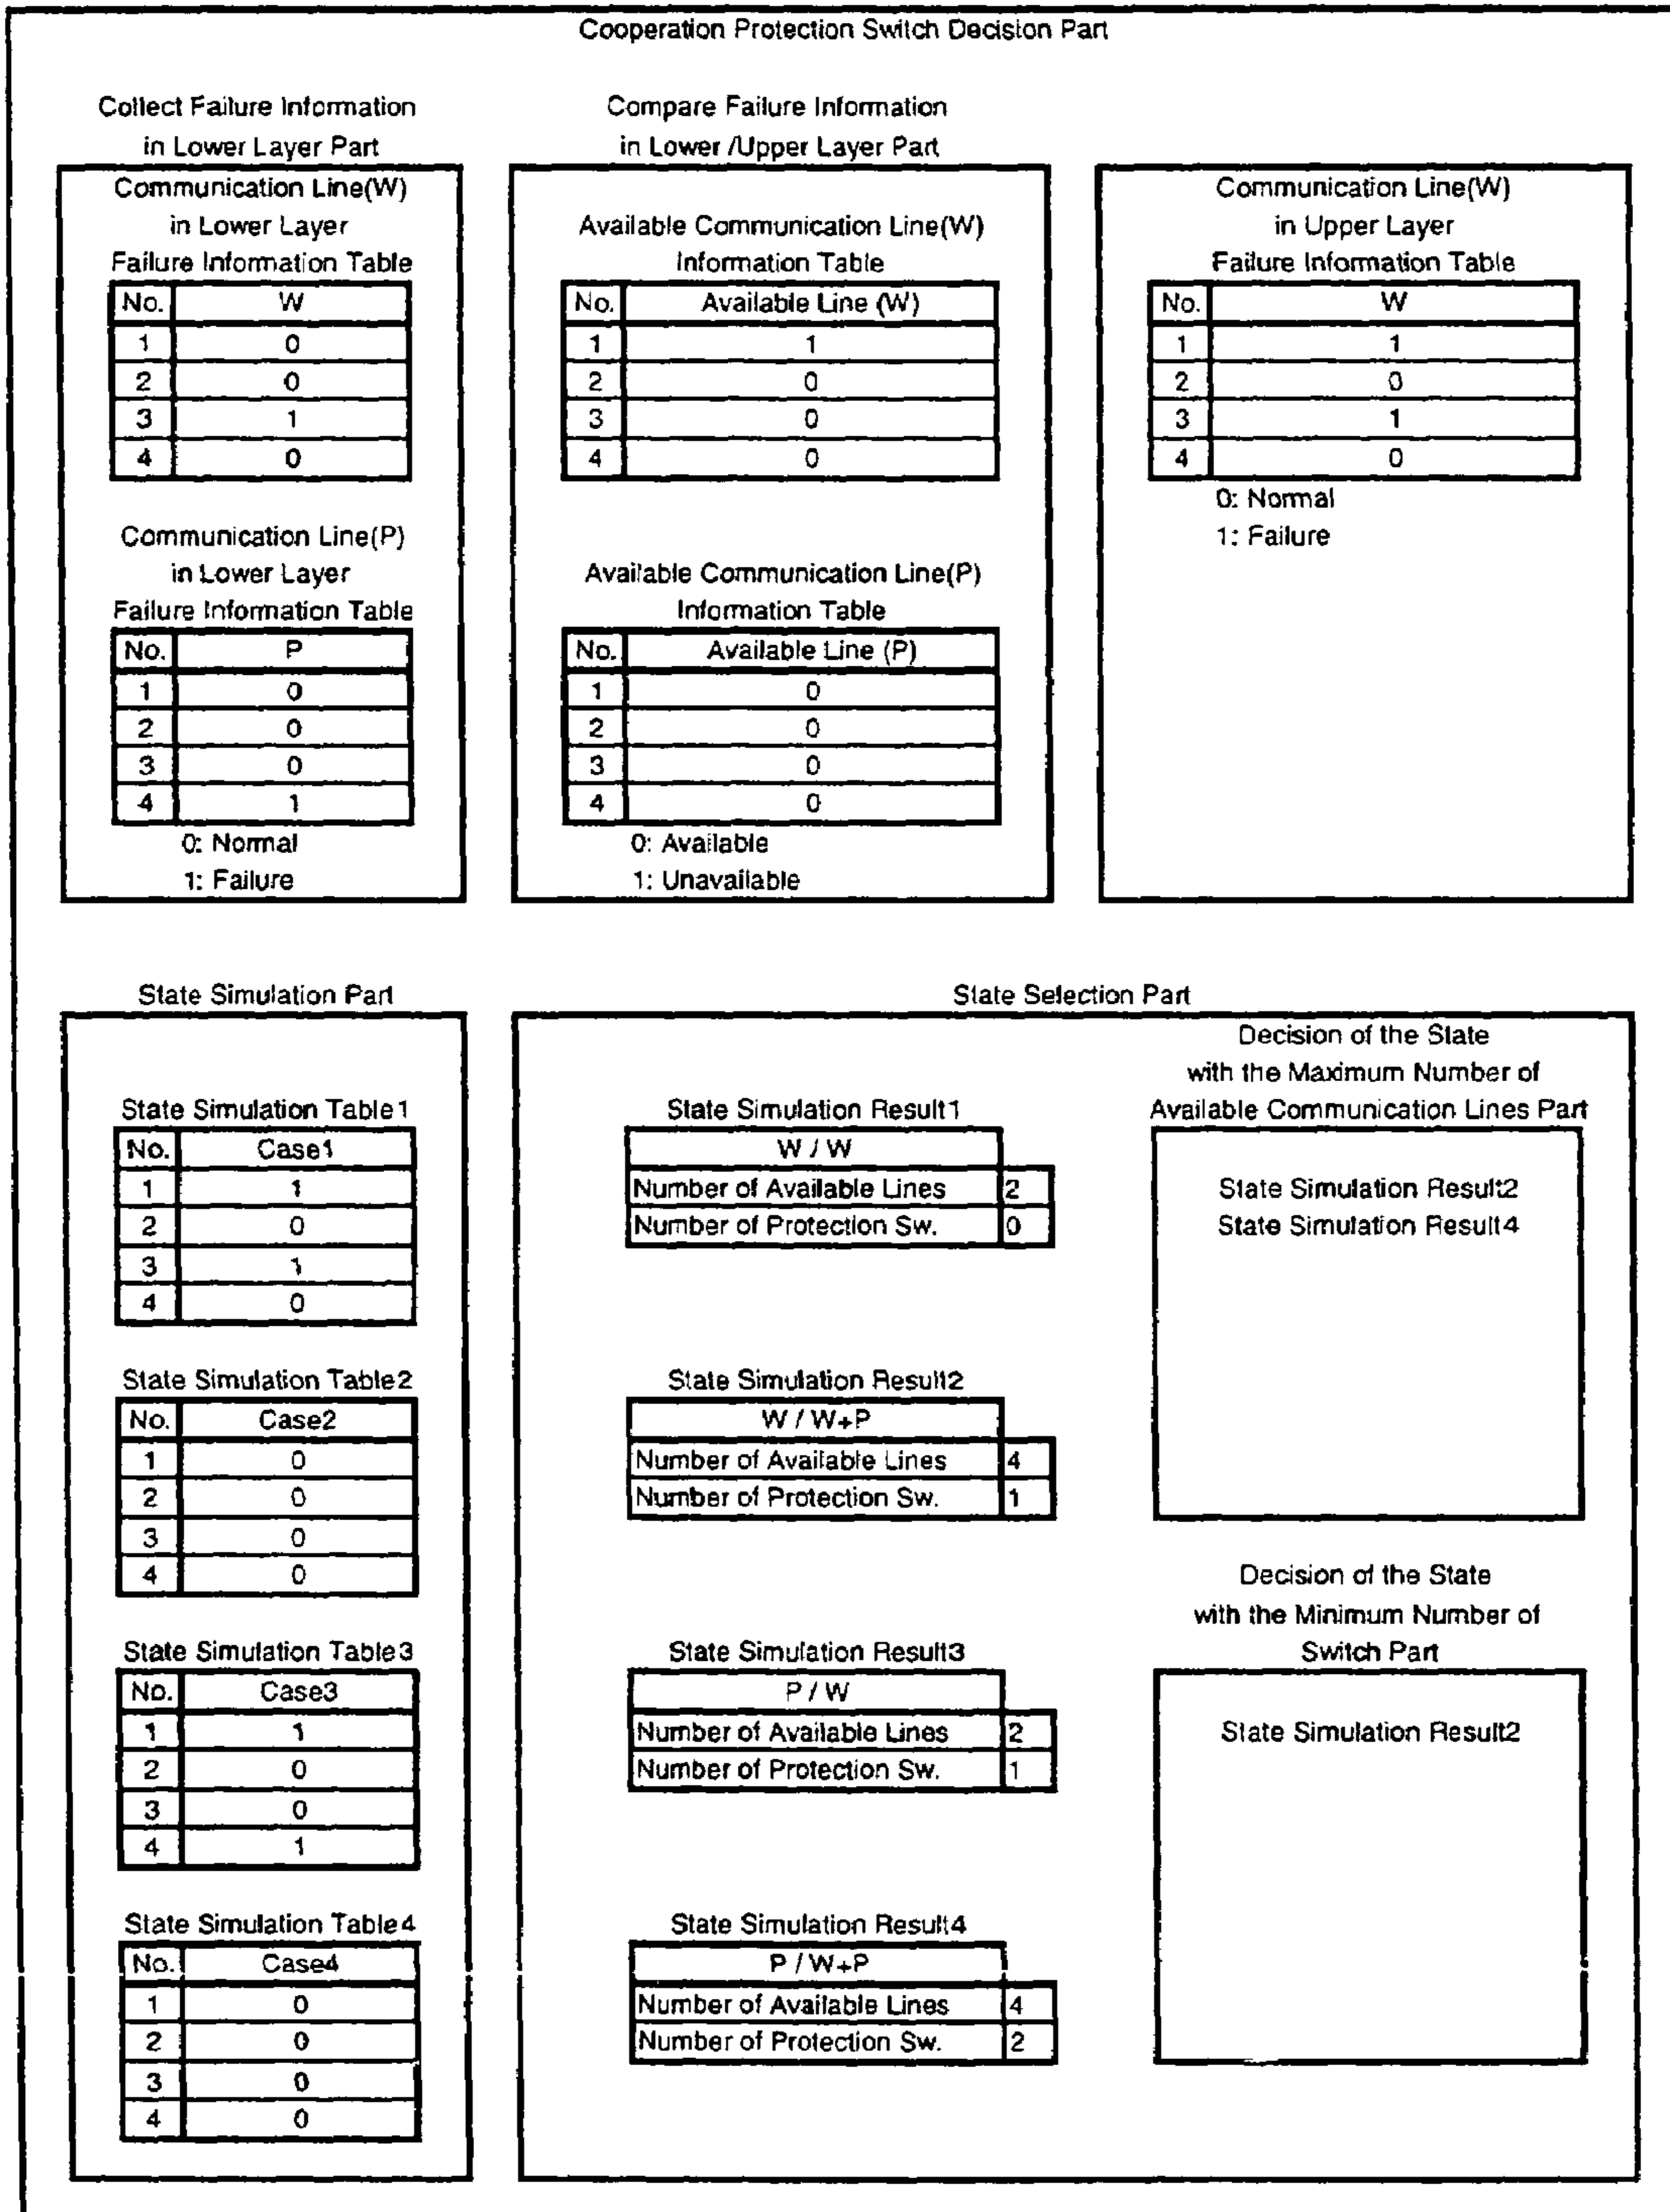 Cooperation Protection Switch Decision Part
Collect Failure Information
in Lower Layer Part
Communication Line(W)
in Lower Layer
Failure Information Table
No. W
1 0
2 0
3 1
4 0
Communication Line(P)
in Lower Layer
Failure Information Table
No. P
1 0
2 0
3 0
4 1
0: Normal
1: Failure
Compare Failure Information
in Lower /Upper Layer Part
Available Communication Line(W)
Information Table
No. Available Line (W)
1 1
2 0
3 0
4 0
Available Communication Line(P)
Information Table
No. Available Line (P)
1 0
2 0
3 0
4 0
0: Available
1: Unavailable
Communication Line(W)
in Upper Layer
Failure Information Table
No. W
1 1
2 0
3 1
4 0
0: Normal
1: Failure
State Simulation Part
State Simulation Table1
No. Case1
1 1
2 0
3 1
4 0
State Simulation Table2
No. Case2
1 0
2 0
3 0
4 0
State Simulation Table3
No. Case3
1 1
2 0
3 0
4 1
State Simulation Table4
No. Case4
1 0
2 0
3 0
4 0
State Selection Part
State Simulation Result1
W / W
Number of Available Lines 2
Number of Protection Sw. 0
State Simulation Result2
W / W+P
Number of Available Lines 4
Number of Protection Sw. 1
State Simulation Result3
P / W
Number of Available Lines 2
Number of Protection Sw. 1
State Simulation Result4
P / W+P
Number of Available Lines 4
Number of Protection Sw. 2
Decision of the State
with the Maximum Number of
Available Communication Lines Part
State Simulation Result2
State Simulation Result4
Decision of the State
with the Minimum Number of
Switch Part
State Simulation Result2